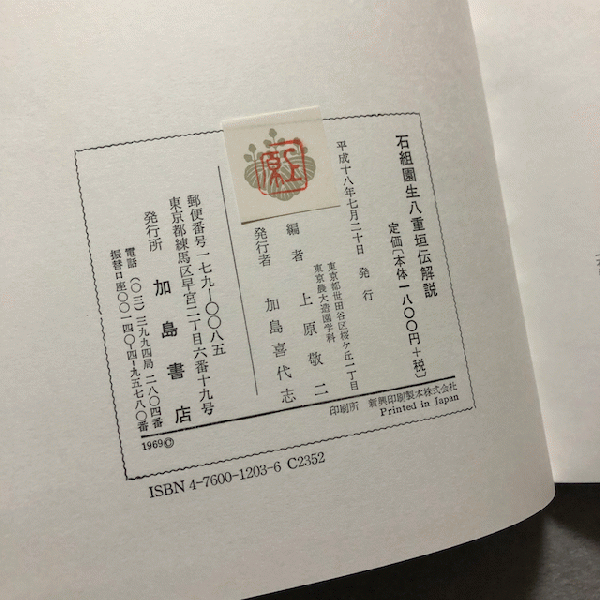 石組園生八重垣伝解説
定価〔本体一八〇〇円+税〕
平成十八年七月二十日 発行
東京都世田谷区桜ケ丘一丁目
東京農大造園学科
編者 上原敬二
発行者 加島喜代志
印刷所 新興印刷製本株式会社
Printed in Japan
郵便番号一七九-〇〇八五
東京都練馬区早宮二丁目六番十九号
発行所 加島書店
電話 (〇三)三九九四局二八〇四番
振替口座〇〇一四〇-四-九五七八〇番
1969©
ISBN 4-7600-1203-6 C2352
上原